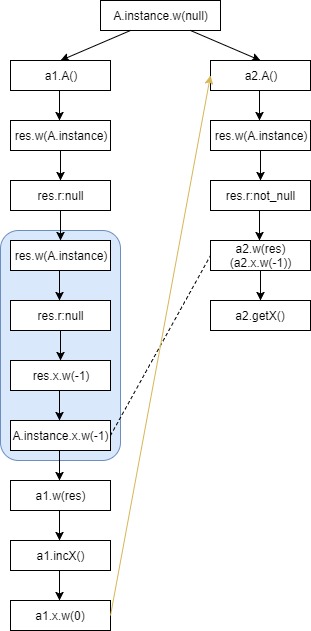 A.instance.w(null)
a1.A()
res.w(A.instance)
res.r:null
res.w(A.instance)
res.r:null
res.x.w(-1)
A.instance.x.w(-1)
a1.w(res)
a1.incX()
a1.x.w(0)
a2.A()
res.w(A.instance)
res.r:not_null
a2.w(res)
(a2.x.w(-1))
a2.getX()